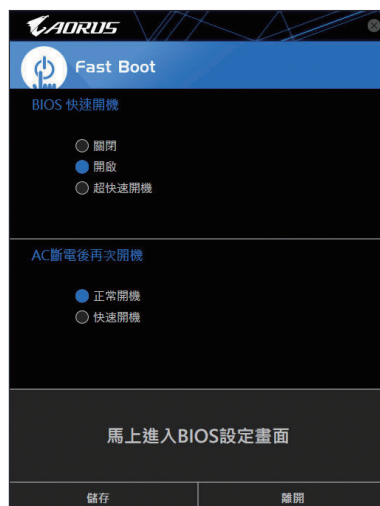 AORUS
Fast Boot
BIOS 快速開機
關閉
開啟
超快速開機
AC斷電後再次開機
正常開機
快速開機
馬上進入BIOS設定畫面
儲存
離開